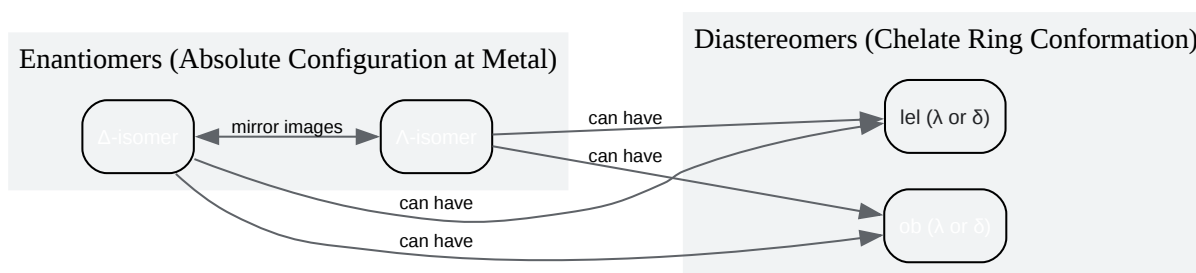 Enantiomers (Absolute Configuration at Metal)
Diastereomers (Chelate Ring Conformation)
Δ-isomer
mirror images
Λ-isomer
can have
can have
can have
can have
lel (λ or δ)
ob (λ or δ)